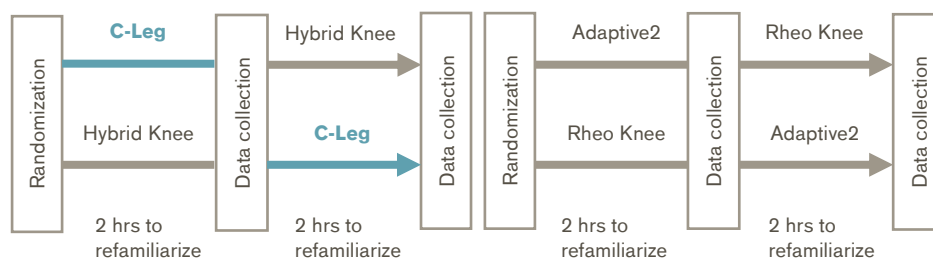 Randomization
C-Leg
Hybrid Knee
2 hrs to
refamiliarize
Data collection
Hybrid Knee
C-Leg
2 hrs to
refamiliarize
Data collection
Randomization
Adaptive2
Rheo Knee
2 hrs to
refamiliarize
Data collection
Rheo Knee
Adaptive2
2 hrs to
refamiliarize
Data collection